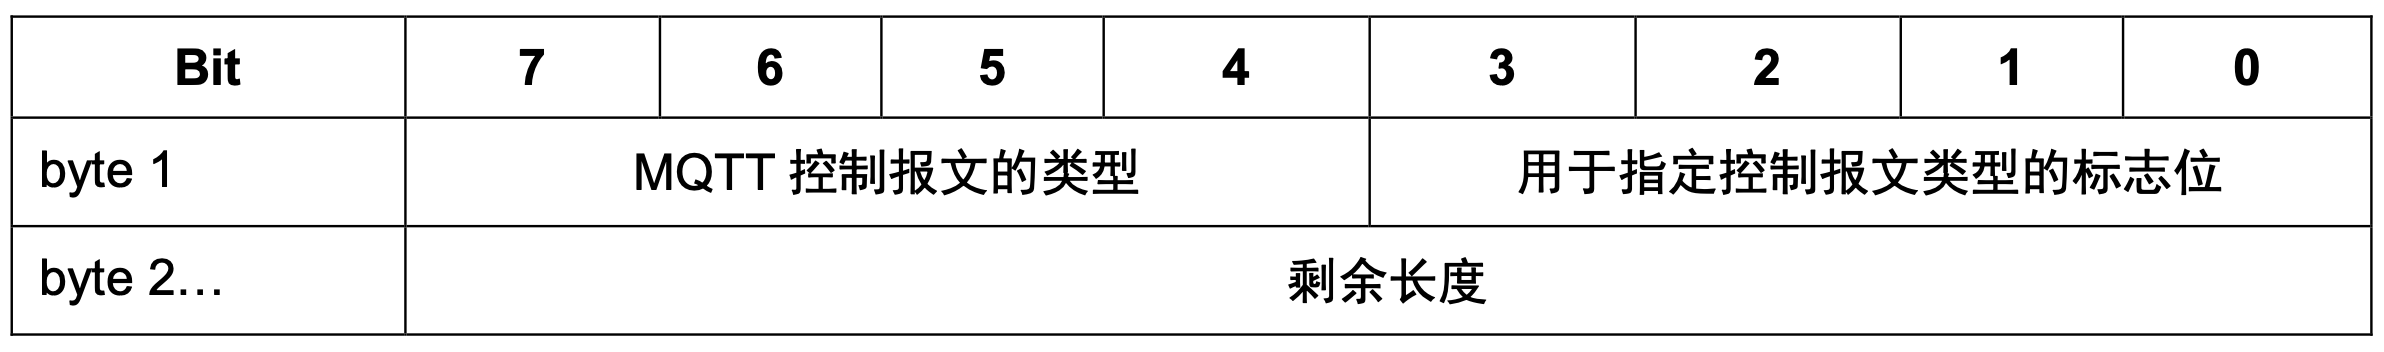 Bit 7 6 5 4 3 2 1 0
byte 1 MQTT 控制报文的类型 用于指定控制报文类型的标志位
byte 2… 剩余长度